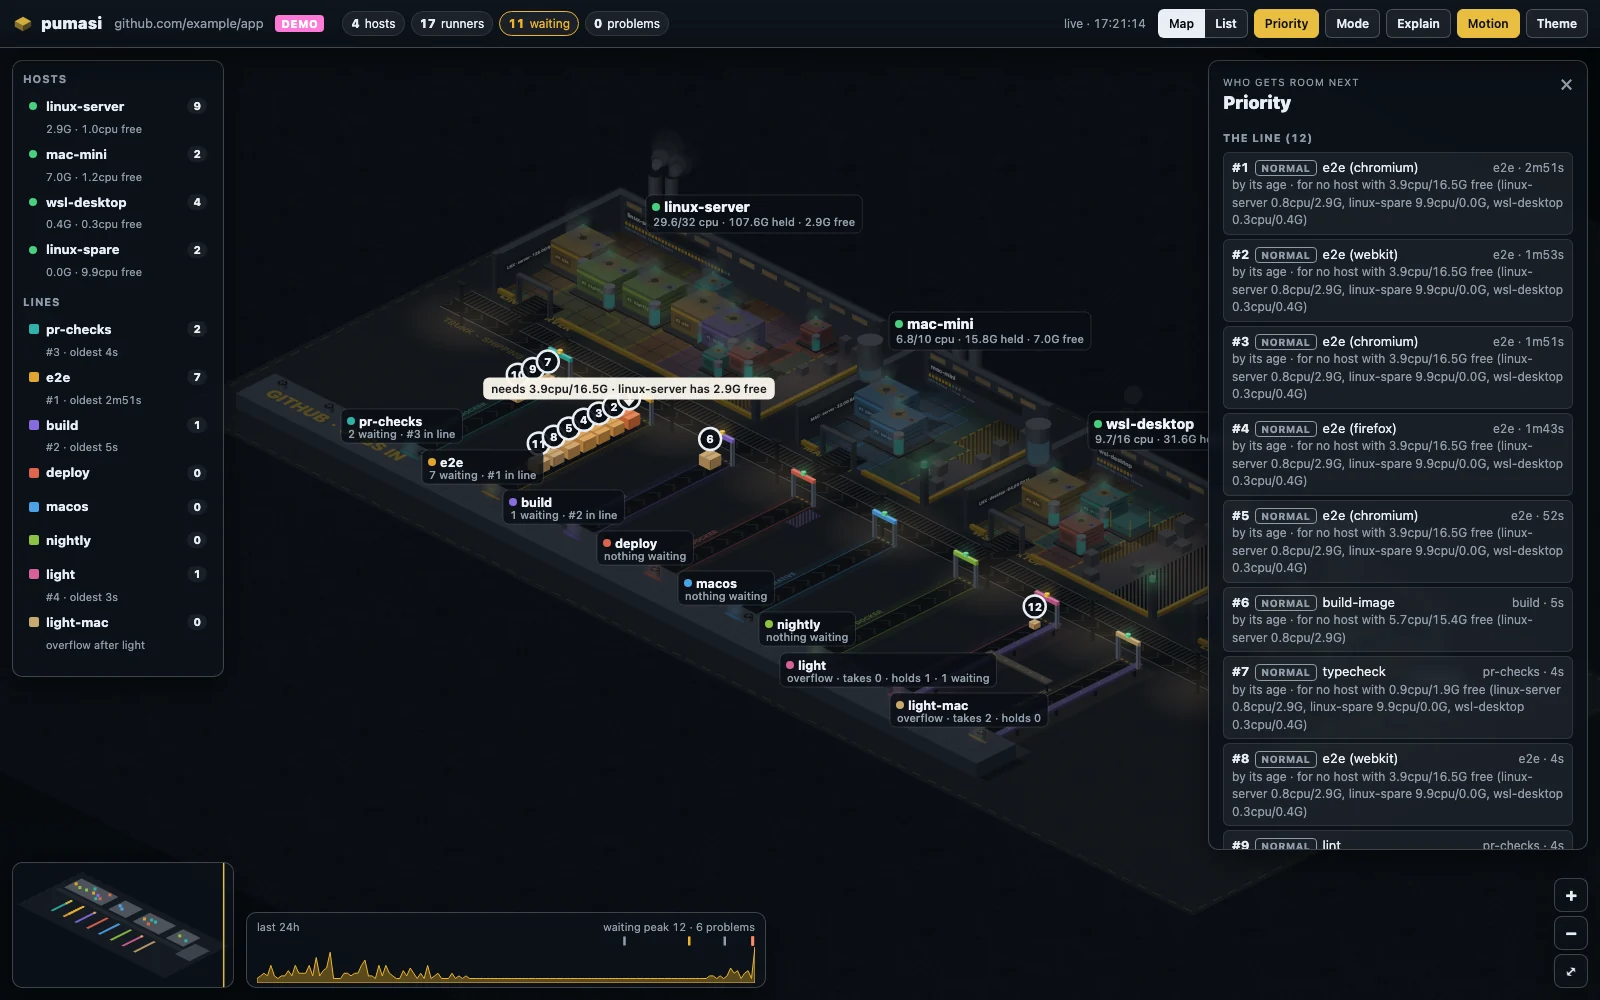 pumasi github.com/example/app DEMO 4 hosts 17 runners 11 waiting 0 problems live · 17:21:14 Map List Priority Mode Explain Motion Theme
HOSTS
linux-server 9
2.9G · 1.0cpu free
mac-mini 2
7.0G · 1.2cpu free
wsl-desktop 4
0.4G · 0.3cpu free
linux-spare 2
0.0G · 9.9cpu free
LINES
pr-checks 2
#3 · oldest 4s
e2e 7
#1 · oldest 2m51s
build 1
#2 · oldest 5s
deploy 0
macos 0
nightly 0
light 1
#4 · oldest 3s
light-mac 0
overflow after light
linux-server
29.6/32 cpu · 107.6G held · 2.9G free
mac-mini
6.8/10 cpu · 15.8G held · 7.0G free
wsl-desktop
9.7/16 cpu · 31.6G
7
9
needs 3.9cpu/16.5G · linux-server has 2.9G free
2
3
4
5
8
11
6
12
GITHUB
pr-checks
2 waiting · #3 in line
e2e
7 waiting · #1 in line
build
1 waiting · #2 in line
deploy
nothing waiting
macos
nothing waiting
nightly
nothing waiting
light
overflow · takes 0 · holds 1 · 1 waiting
light-mac
overflow · takes 2 · holds 0
WHO GETS ROOM NEXT
Priority
THE LINE (12)
#1 NORMAL e2e (chromium) e2e · 2m51s
by its age · for no host with 3.9cpu/16.5G free (linux-
server 0.8cpu/2.9G, linux-spare 9.9cpu/0.0G, wsl-desktop
0.3cpu/0.4G)
#2 NORMAL e2e (webkit) e2e · 1m53s
by its age · for no host with 3.9cpu/16.5G free (linux-
server 0.8cpu/2.9G, linux-spare 9.9cpu/0.0G, wsl-desktop
0.3cpu/0.4G)
#3 NORMAL e2e (chromium) e2e · 1m51s
by its age · for no host with 3.9cpu/16.5G free (linux-
server 0.8cpu/2.9G, linux-spare 9.9cpu/0.0G, wsl-desktop
0.3cpu/0.4G)
#4 NORMAL e2e (firefox) e2e · 1m43s
by its age · for no host with 3.9cpu/16.5G free (linux-
server 0.8cpu/2.9G, linux-spare 9.9cpu/0.0G, wsl-desktop
0.3cpu/0.4G)
#5 NORMAL e2e (chromium) e2e · 52s
by its age · for no host with 3.9cpu/16.5G free (linux-
server 0.8cpu/2.9G, linux-spare 9.9cpu/0.0G, wsl-desktop
0.3cpu/0.4G)
#6 NORMAL build-image build · 5s
by its age · for no host with 5.7cpu/15.4G free (linux-
server 0.8cpu/2.9G)
#7 NORMAL typecheck pr-checks · 4s
by its age · for no host with 0.9cpu/1.9G free (linux-server
0.8cpu/2.9G, linux-spare 9.9cpu/0.0G, wsl-desktop
0.3cpu/0.4G)
#8 NORMAL e2e (webkit) e2e · 4s
by its age · for no host with 3.9cpu/16.5G free (linux-
server 0.8cpu/2.9G, linux-spare 9.9cpu/0.0G, wsl-desktop
0.3cpu/0.4G)
#9 NORMAL lint pr-checks · 4s
last 24h waiting peak 12 · 6 problems